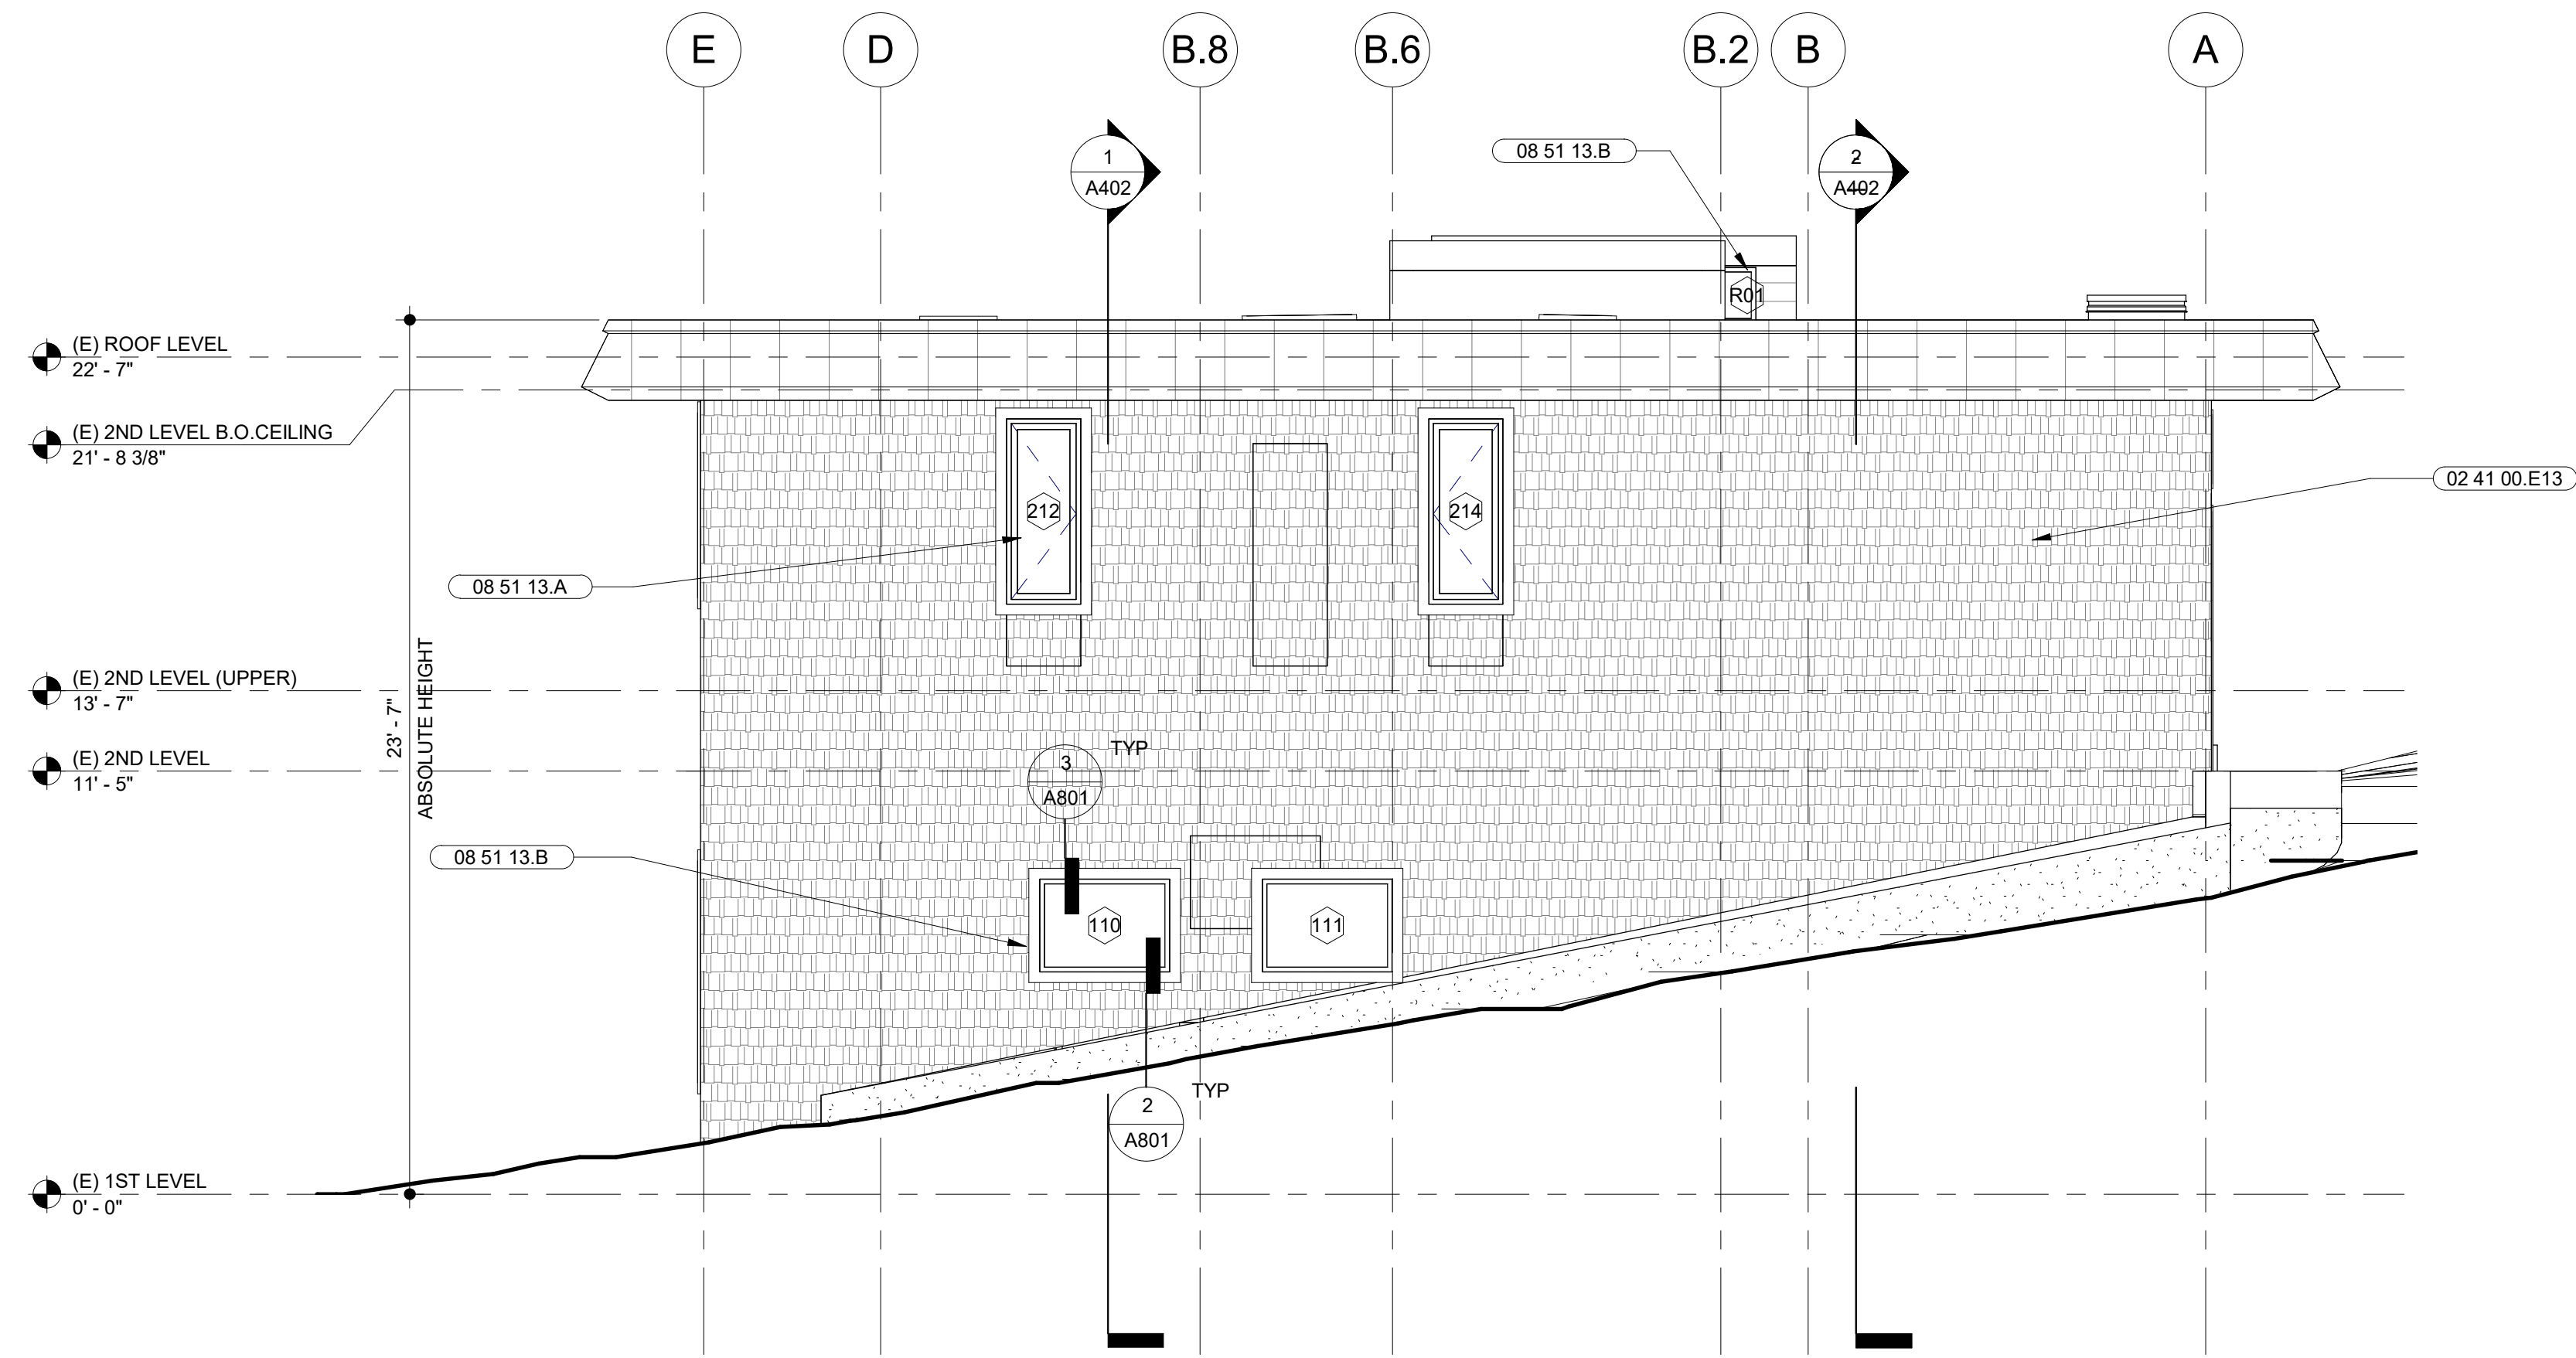 E
D
B.8
B.6
B.2
B
A
1
A402
08 51 13.B
2
A402
R01
(E) ROOF LEVEL
22' - 7"
(E) 2ND LEVEL B.O.CEILING
21' - 8 3/8"
212
214
02 41 00.E13
08 51 13.A
(E) 2ND LEVEL (UPPER)
13' - 7"
23' - 7"
ABSOLUTE HEIGHT
(E) 2ND LEVEL
11' - 5"
TYP
3
A801
08 51 13.B
110
111
TYP
2
A801
(E) 1ST LEVEL
0' - 0"